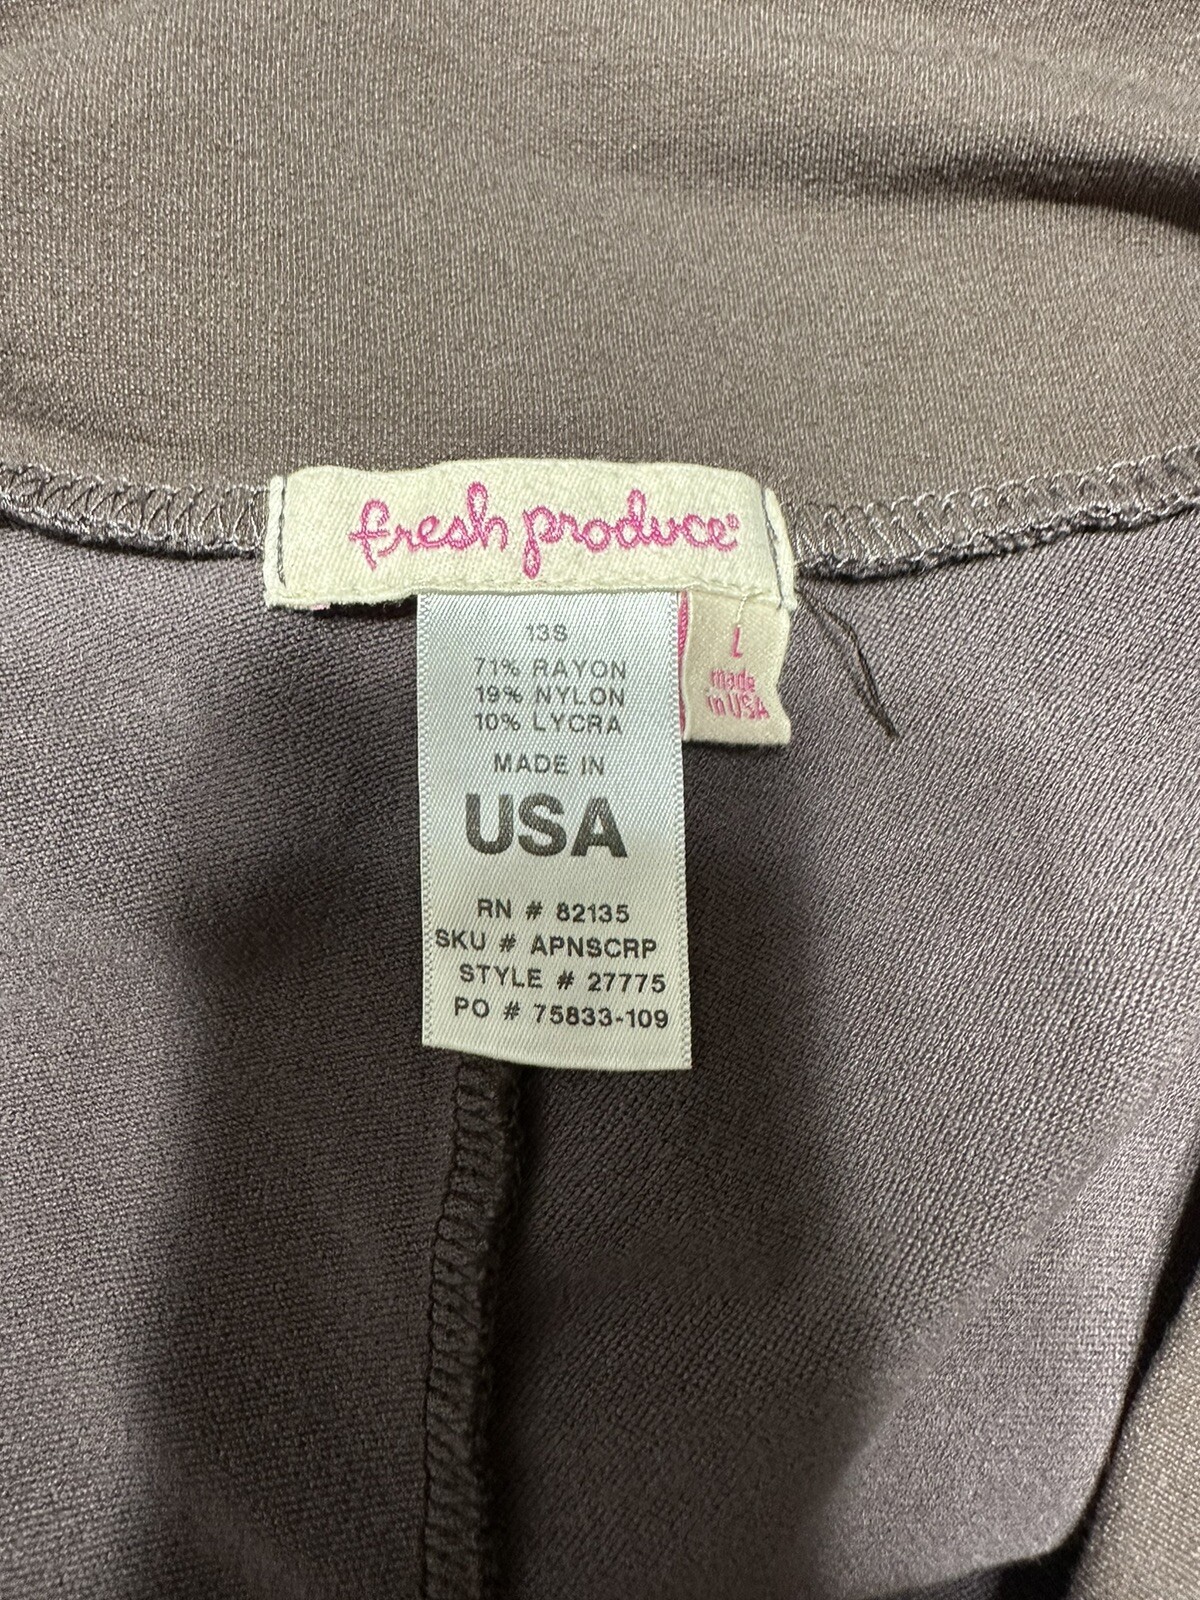 fresh produce®
13S
71% RAYON
19% NYLON
10% LYCRA
MADE IN
USA
RN # 82135
SKU # APNSCRP
STYLE # 27775
PO # 75833-109
L
made
in USA